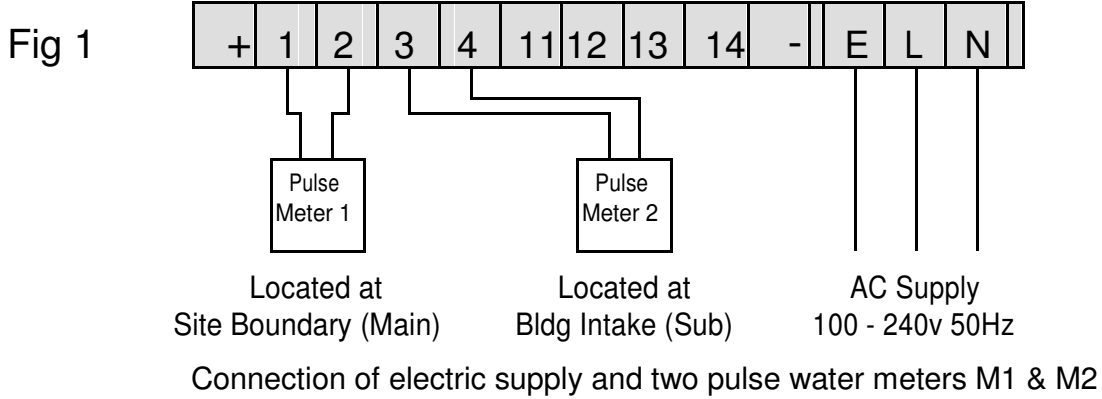 Fig 1
+ 1 2 3 4 11 12 13 14 - E L N
Pulse
Meter 1
Pulse
Meter 2
Located at
Site Boundary (Main)
Located at
Bldg Intake (Sub)
AC Supply
100 - 240v 50Hz
Connection of electric supply and two pulse water meters M1 & M2